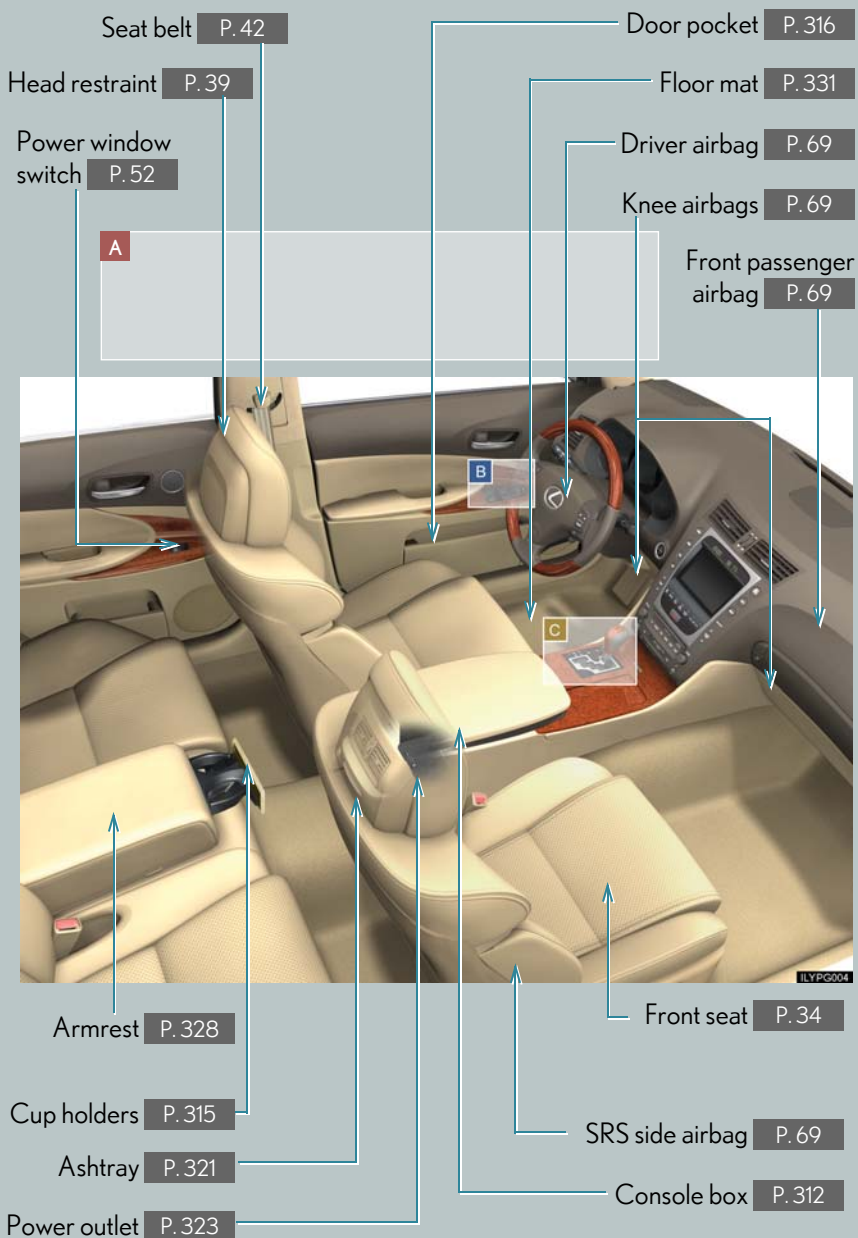 Seat belt P. 42
Head restraint P. 39
Power window
switch P. 52
Door pocket P. 316
Floor mat P. 331
Driver airbag P. 69
Knee airbags P. 69
Front passenger
airbag P. 69
A
B
C
ILYPG004
Armrest P. 328
Cup holders P. 315
Ashtray P. 321
Power outlet P. 323
Front seat P. 34
SRS side airbag P. 69
Console box P. 312